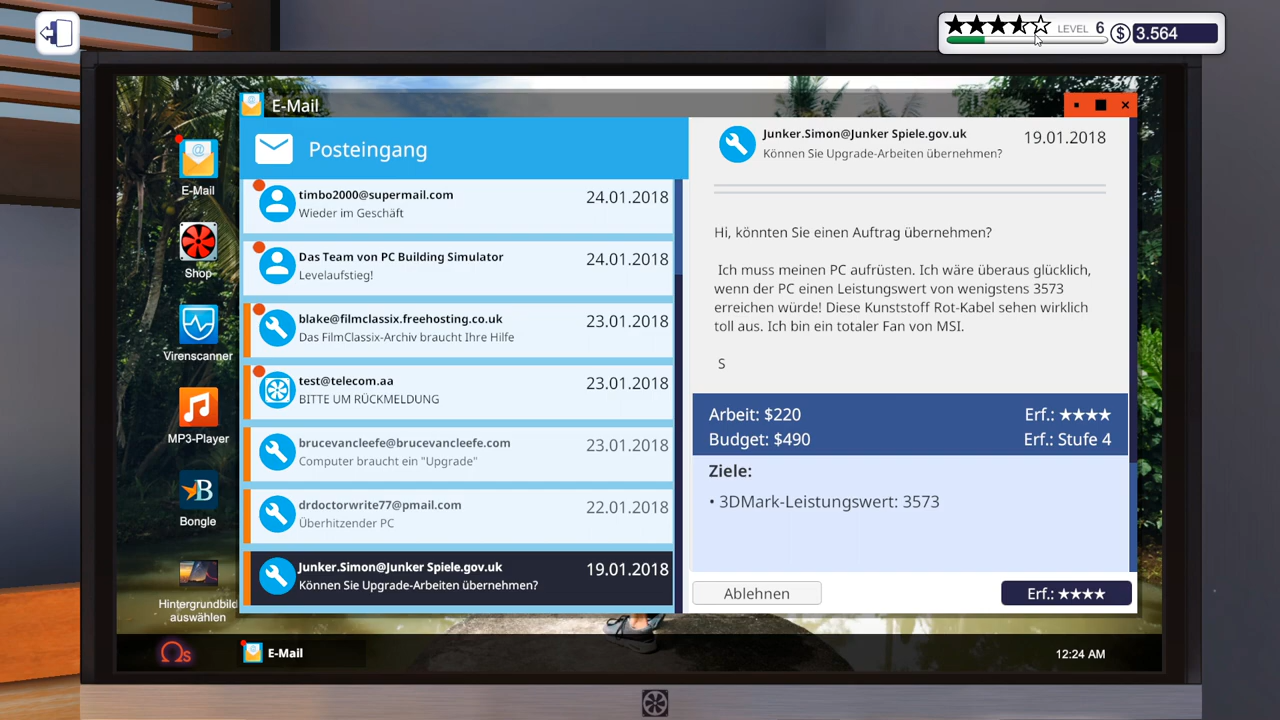 ★★★★☆ LEVEL 6 $ 3.564
E-Mail
Posteingang
timbo2000@supermail.com 24.01.2018
Wieder im Geschäft
Das Team von PC Building Simulator 24.01.2018
Levelaufstieg!
blake@filmclassix.freehosting.co.uk 23.01.2018
Das FilmClassix-Archiv braucht Ihre Hilfe
test@telecom.aa 23.01.2018
BITTE UM RÜCKMELDUNG
brucevancleefe@brucevancleefe.com 23.01.2018
Computer braucht ein "Upgrade"
drdoctorwrite77@pmail.com 22.01.2018
Überhitzender PC
Junker.Simon@Junker Spiele.gov.uk 19.01.2018
Können Sie Upgrade-Arbeiten übernehmen?
Junker.Simon@Junker Spiele.gov.uk 19.01.2018
Können Sie Upgrade-Arbeiten übernehmen?
Hi, könnten Sie einen Auftrag übernehmen?
Ich muss meinen PC aufrüsten. Ich wäre überaus glücklich,
wenn der PC einen Leistungswert von wenigstens 3573
erreichen würde! Diese Kunststoff Rot-Kabel sehen wirklich
toll aus. Ich bin ein totaler Fan von MSI.
S
Arbeit: $220 Erf.: ★★★★
Budget: $490 Erf.: Stufe 4
Ziele:
• 3DMark-Leistungswert: 3573
Ablehnen
Erf.: ★★★★
E-Mail
Shop
Virenscanner
MP3-Player
Bongle
Hintergrundbild
auswählen
Ωs
E-Mail
12:24 AM